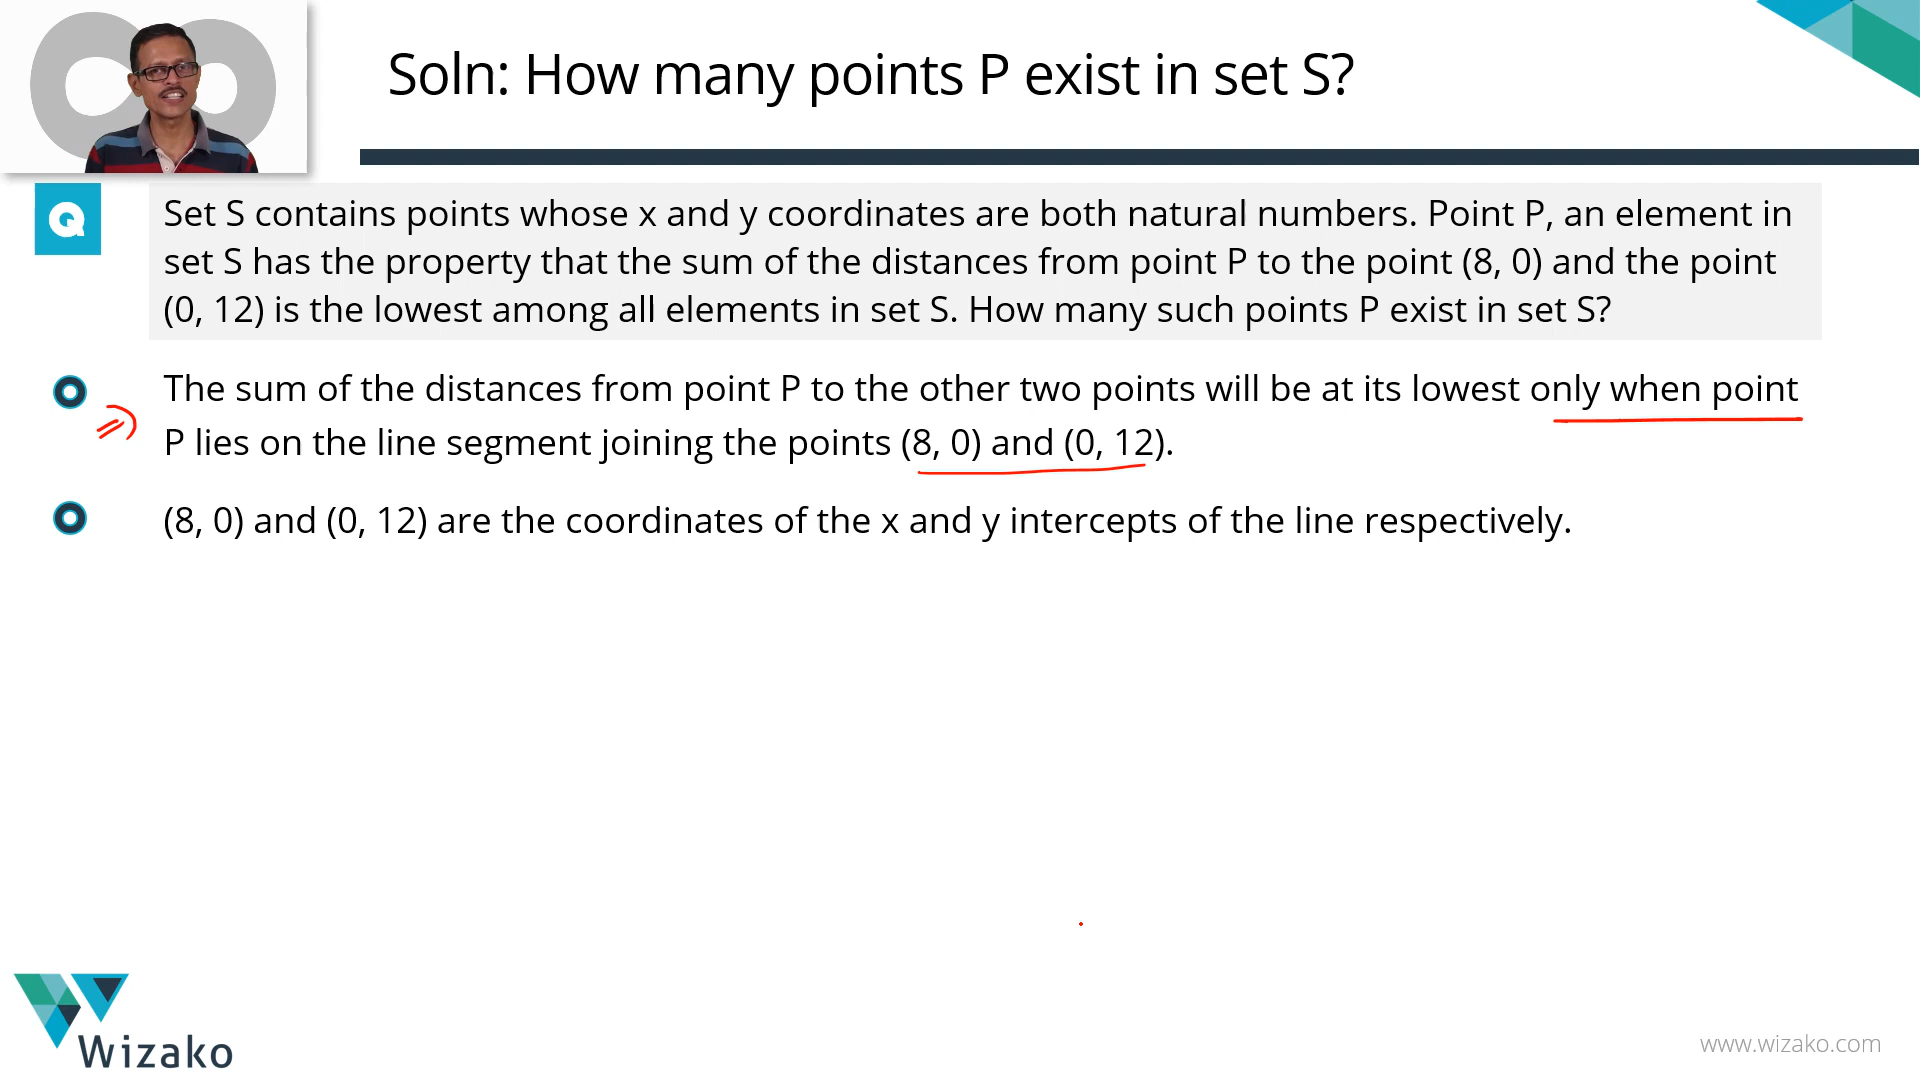 Soln: How many points P exist in set S?
Q
Set S contains points whose x and y coordinates are both natural numbers. Point P, an element in
set S has the property that the sum of the distances from point P to the point (8, 0) and the point
(0, 12) is the lowest among all elements in set S. How many such points P exist in set S?
The sum of the distances from point P to the other two points will be at its lowest only when point
P lies on the line segment joining the points (8, 0) and (0, 12).
(8, 0) and (0, 12) are the coordinates of the x and y intercepts of the line respectively.
Wizako
www.wizako.com